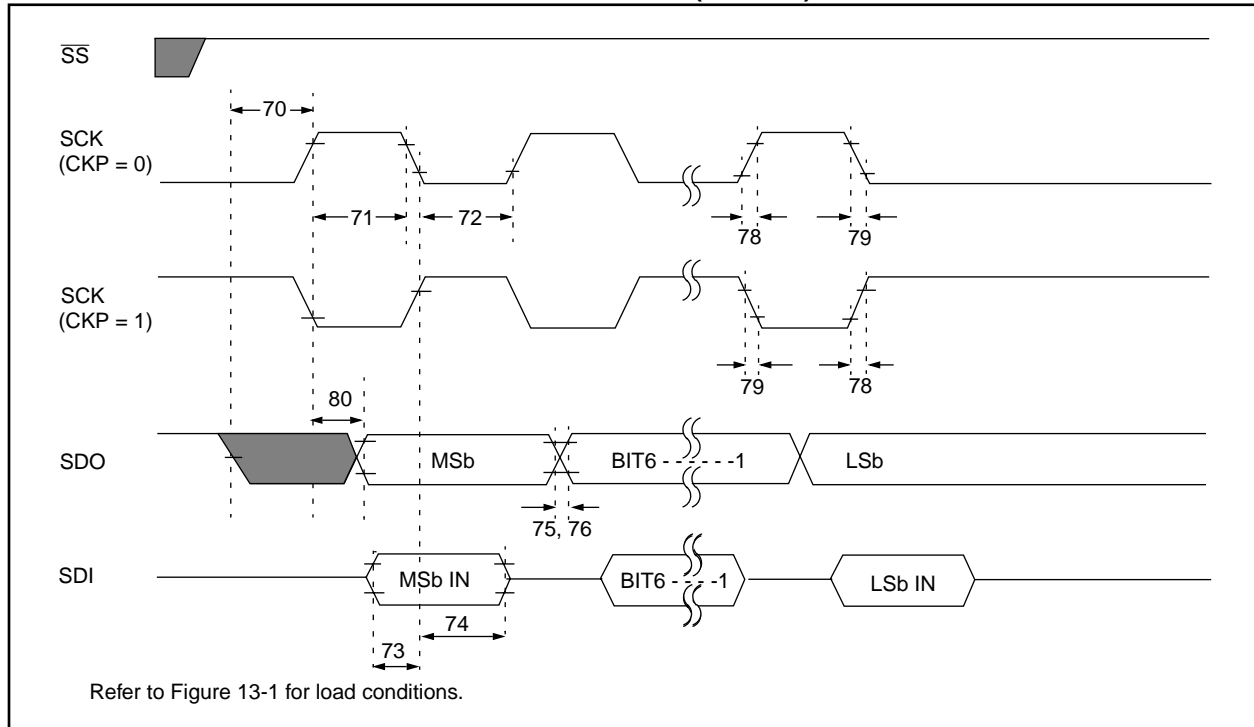 SS
70
SCK
(CKP = 0)
71
72
78
79
SCK
(CKP = 1)
79
78
80
SDO
MSb
BIT6 - - - - - - -1
LSb
75, 76
SDI
MSb IN
BIT6 - - - - -1
LSb IN
74
73
Refer to Figure 13-1 for load conditions.